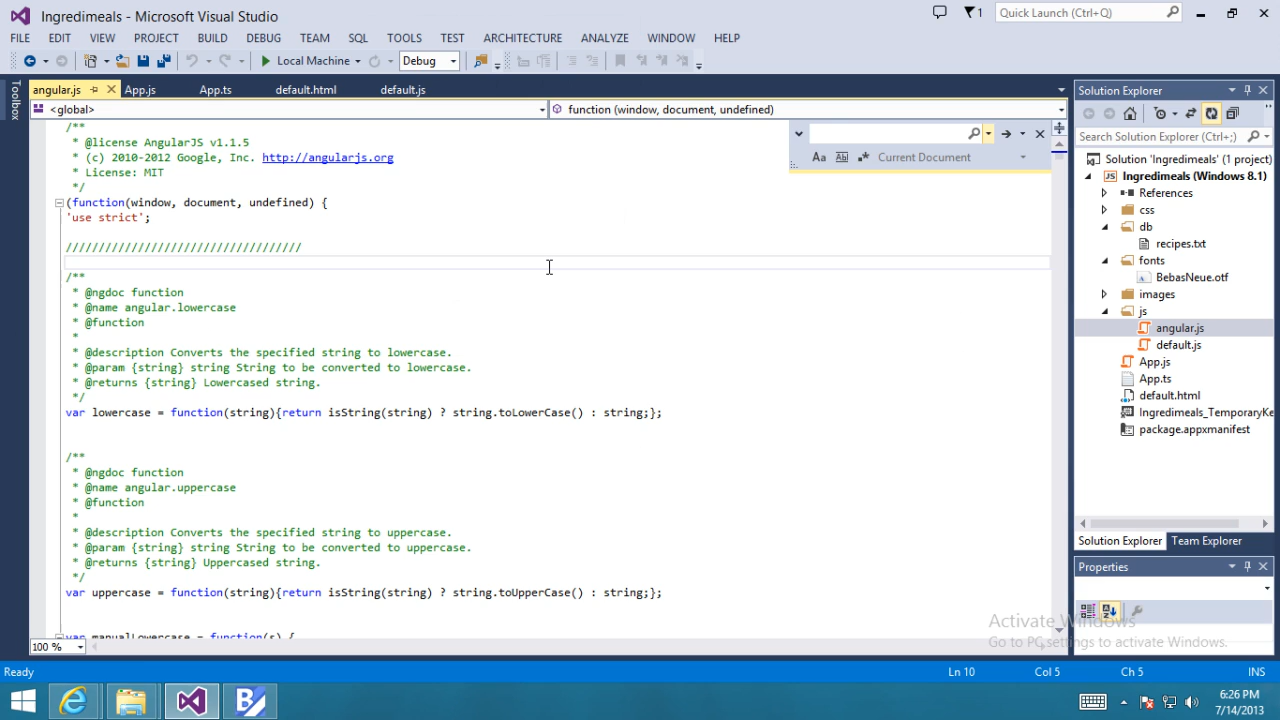 Ingredimeals - Microsoft Visual Studio
1
Quick Launch (Ctrl+Q)
FILE EDIT VIEW PROJECT BUILD DEBUG TEAM SQL TOOLS TEST ARCHITECTURE ANALYZE WINDOW HELP
Local Machine
Debug
Toolbox
angular.js App.js App.ts default.html default.js
<global>
function (window, document, undefined)
/**
* @license AngularJS v1.1.5
* (c) 2010-2012 Google, Inc. http://angularjs.org
* License: MIT
*/
(function(window, document, undefined) {
'use strict';
////////////////////////////////////
/**
* @ngdoc function
* @name angular.lowercase
* @function
*
* @description Converts the specified string to lowercase.
* @param {string} string String to be converted to lowercase.
* @returns {string} Lowercased string.
*/
var lowercase = function(string){return isString(string) ? string.toLowerCase() : string;};
/**
* @ngdoc function
* @name angular.uppercase
* @function
*
* @description Converts the specified string to uppercase.
* @param {string} string String to be converted to uppercase.
* @returns {string} Uppercased string.
*/
var uppercase = function(string){return isString(string) ? string.toUpperCase() : string;};
var manualLowercase = function(s) {
100 %
Aa Ab .* Current Document
Solution Explorer
Search Solution Explorer (Ctrl+;)
Solution 'Ingredimeals' (1 project)
JS Ingredimeals (Windows 8.1)
References
css
db
recipes.txt
fonts
BebasNeue.otf
images
js
angular.js
default.js
App.js
App.ts
default.html
Ingredimeals_TemporaryKe
package.appxmanifest
Solution Explorer Team Explorer
Properties
Activate Windows
Go to PC settings to activate Windows.
Ready
Ln 10 Col 5 Ch 5 INS
6:26 PM
7/14/2013